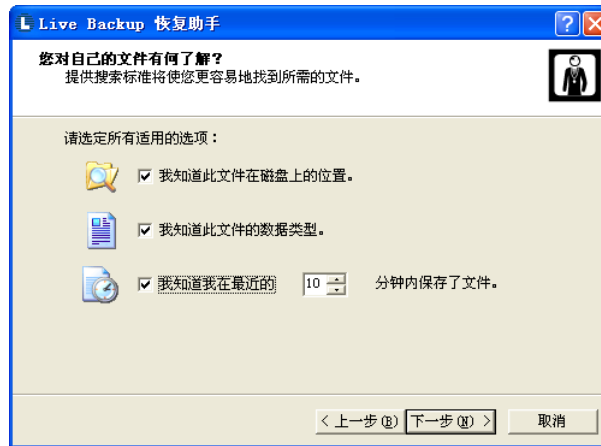 Live Backup 恢复助手
您对自己的文件有何了解？
提供搜索标准将使您更容易地找到所需的文件。
请选定所有适用的选项：
我知道此文件在磁盘上的位置。
我知道此文件的数据类型。
我知道我在最近的 10 分钟内保存了文件。
< 上一步(B) 下一步(N) > 取消